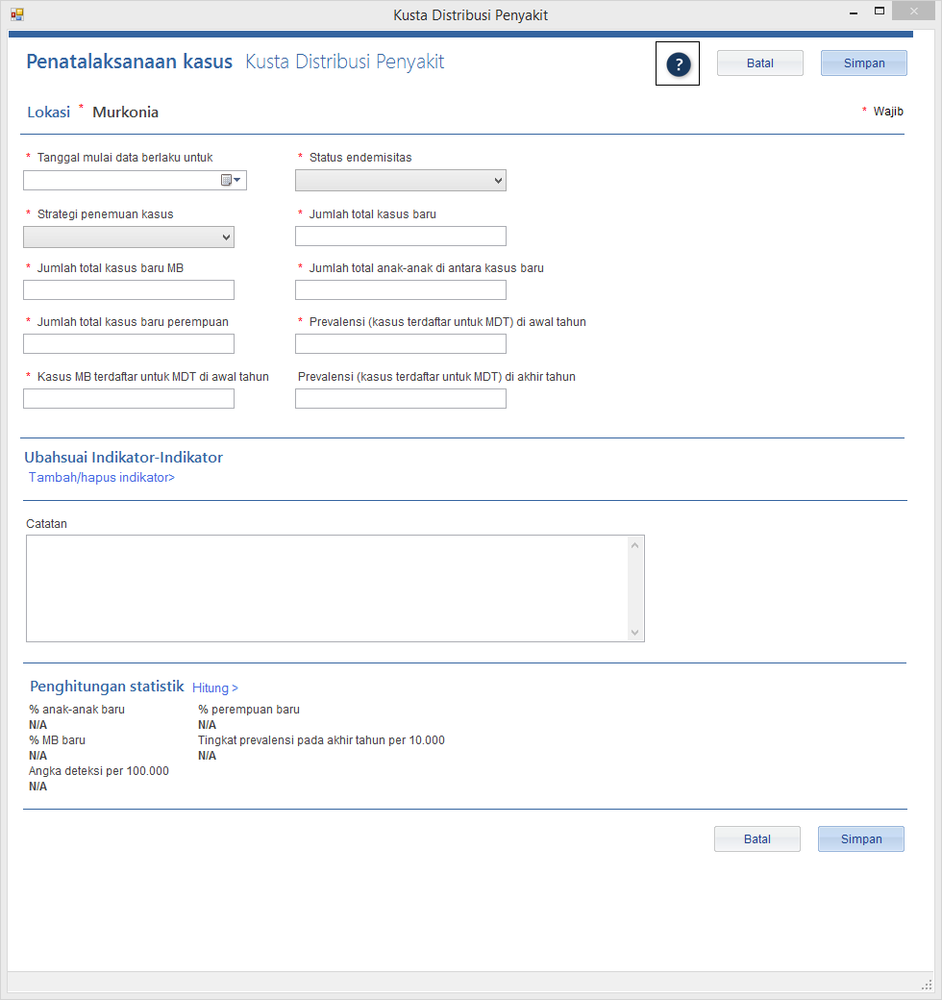 Kusta Distribusi Penyakit
Penatalaksanaan kasus Kusta Distribusi Penyakit ? Batal Simpan
Lokasi * Murkonia * Wajib
* Tanggal mulai data berlaku untuk * Status endemisitas
* Strategi penemuan kasus * Jumlah total kasus baru
* Jumlah total kasus baru MB * Jumlah total anak-anak di antara kasus baru
* Jumlah total kasus baru perempuan * Prevalensi (kasus terdaftar untuk MDT) di awal tahun
* Kasus MB terdaftar untuk MDT di awal tahun Prevalensi (kasus terdaftar untuk MDT) di akhir tahun
Ubahsuai Indikator-Indikator
Tambah/hapus indikator>
Catatan
Penghitungan statistik Hitung >
% anak-anak baru % perempuan baru
N/A N/A
% MB baru Tingkat prevalensi pada akhir tahun per 10.000
N/A N/A
Angka deteksi per 100.000
N/A
Batal Simpan